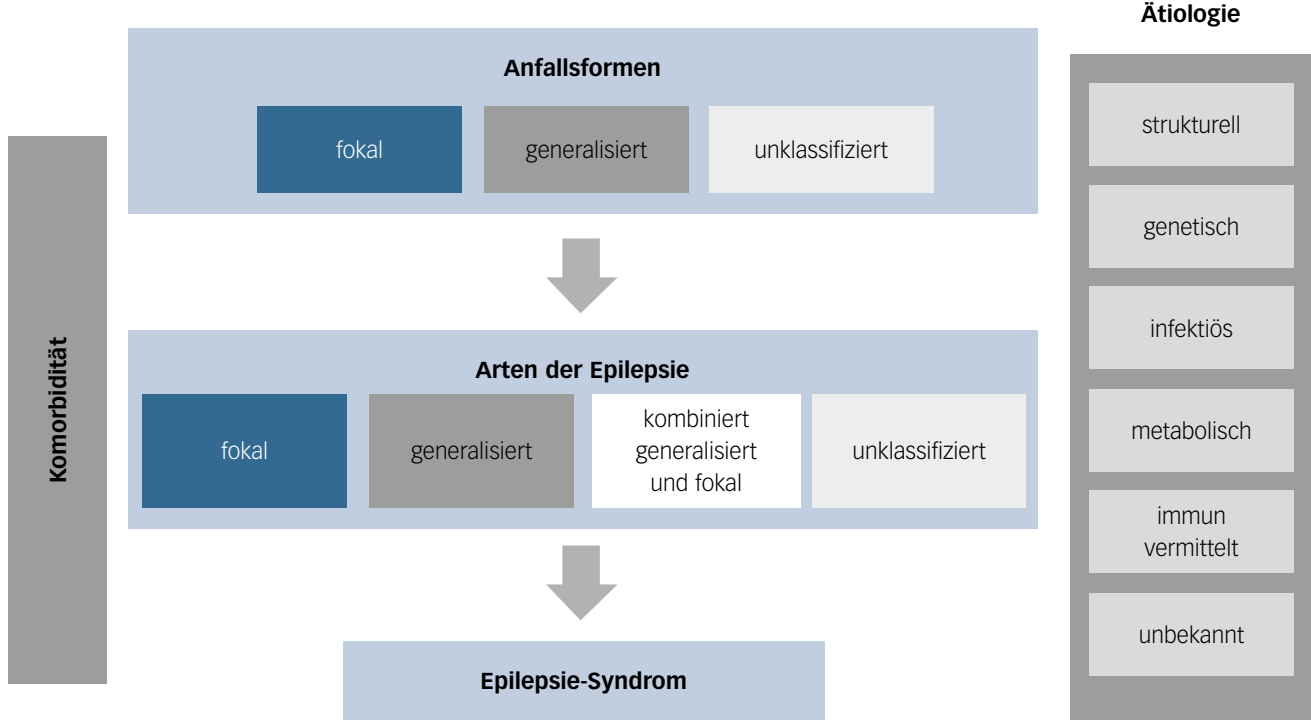 Ätiologie
Anfallsformen
fokal
generalisiert
unklassifiziert
Komorbidität
Arten der Epilepsie
fokal
generalisiert
kombiniert
generalisiert
und fokal
unklassifiziert
Epilepsie-Syndrom
strukturell
genetisch
infektiös
metabolisch
immun
vermittelt
unbekannt